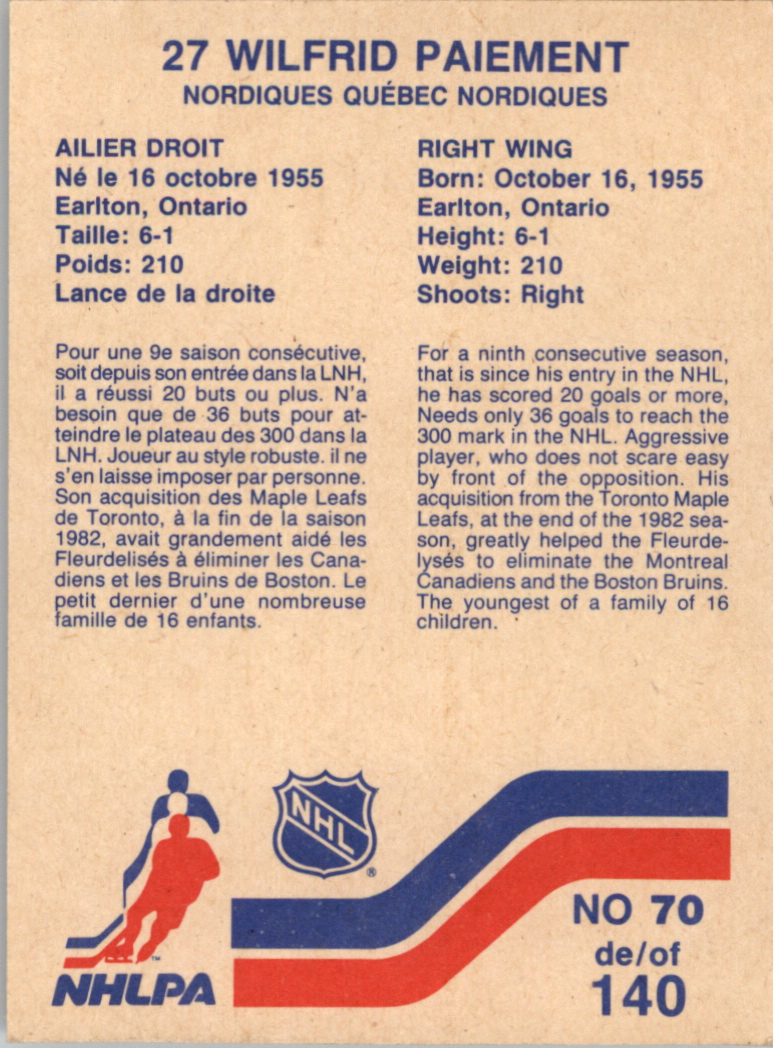 27 WILFRID PAIEMENT
NORDIQUES QUÉBEC NORDIQUES
AILIER DROIT
Né le 16 octobre 1955
Earlton, Ontario
Taille: 6-1
Poids: 210
Lance de la droite
Pour une 9e saison consécutive,
soit depuis son entrée dans la LNH,
il a réussi 20 buts ou plus. N'a
besoin que de 36 buts pour at-
teindre le plateau des 300 dans la
LNH. Joueur au style robuste. il ne
s'en laisse imposer par personne.
Son acquisition des Maple Leafs
de Toronto, à la fin de la saison
1982, avait grandement aidé les
Fleurdelisés à éliminer les Cana-
diens et les Bruins de Boston. Le
petit dernier d'une nombreuse
famille de 16 enfants.
RIGHT WING
Born: October 16, 1955
Earlton, Ontario
Height: 6-1
Weight: 210
Shoots: Right
For a ninth consecutive season,
that is since his entry in the NHL,
he has scored 20 goals or more,
Needs only 36 goals to reach the
300 mark in the NHL. Aggressive
player, who does not scare easy
by front of the opposition. His
acquisition from the Toronto Maple
Leafs, at the end of the 1982 sea-
son, greatly helped the Fleurde-
lysés to eliminate the Montreal
Canadiens and the Boston Bruins.
The youngest of a family of 16
children.
NHL
®
™
NHLPA
NO 70
de/of
140